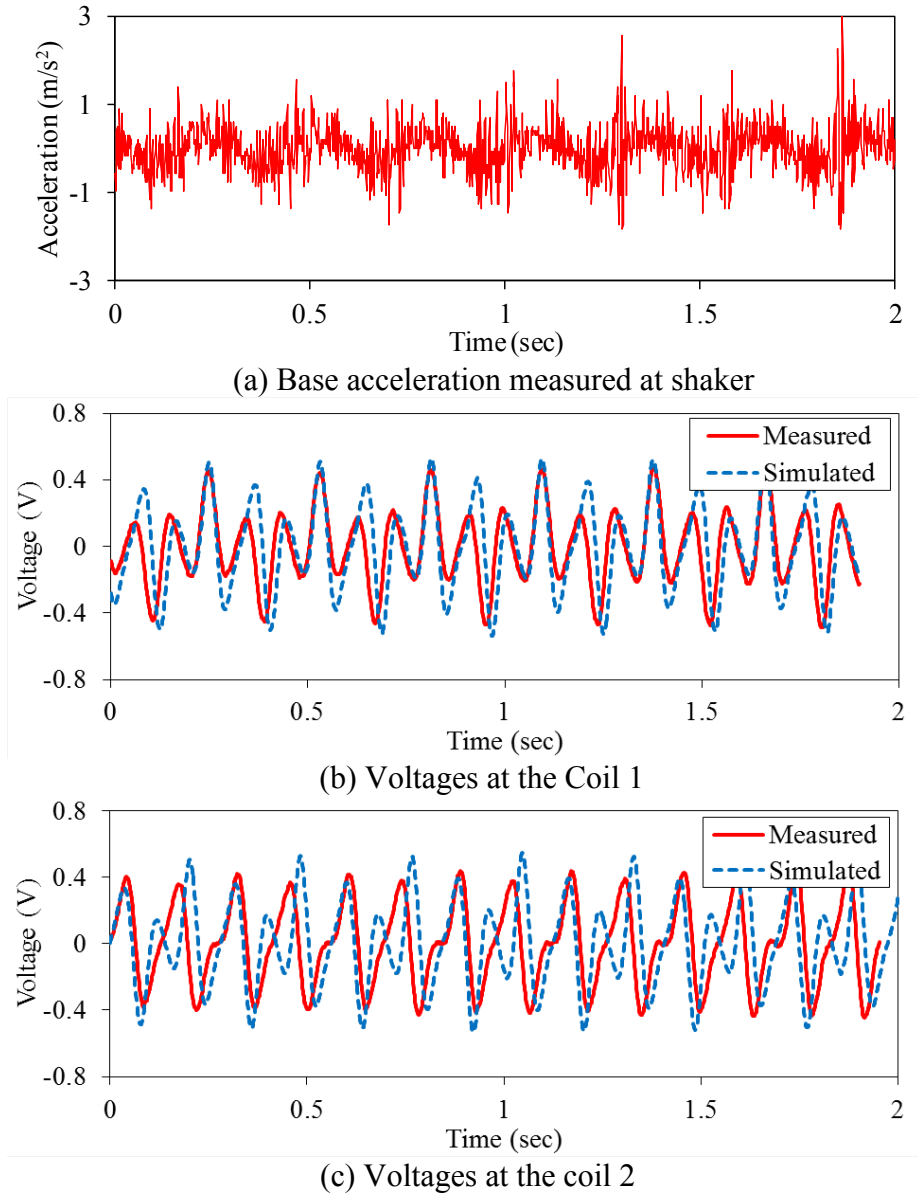 3
1
-1
-3
Acceleration (m/s²)
0
0.5
1
1.5
2
Time (sec)
(a) Base acceleration measured at shaker
0.8
0.4
0
-0.4
-0.8
Voltage (V)
Measured
Simulated
0
0.5
1
1.5
2
Time (sec)
(b) Voltages at the Coil 1
0.8
0.4
0
-0.4
-0.8
Voltage (V)
Measured
Simulated
0
0.5
1
1.5
2
Time (sec)
(c) Voltages at the coil 2